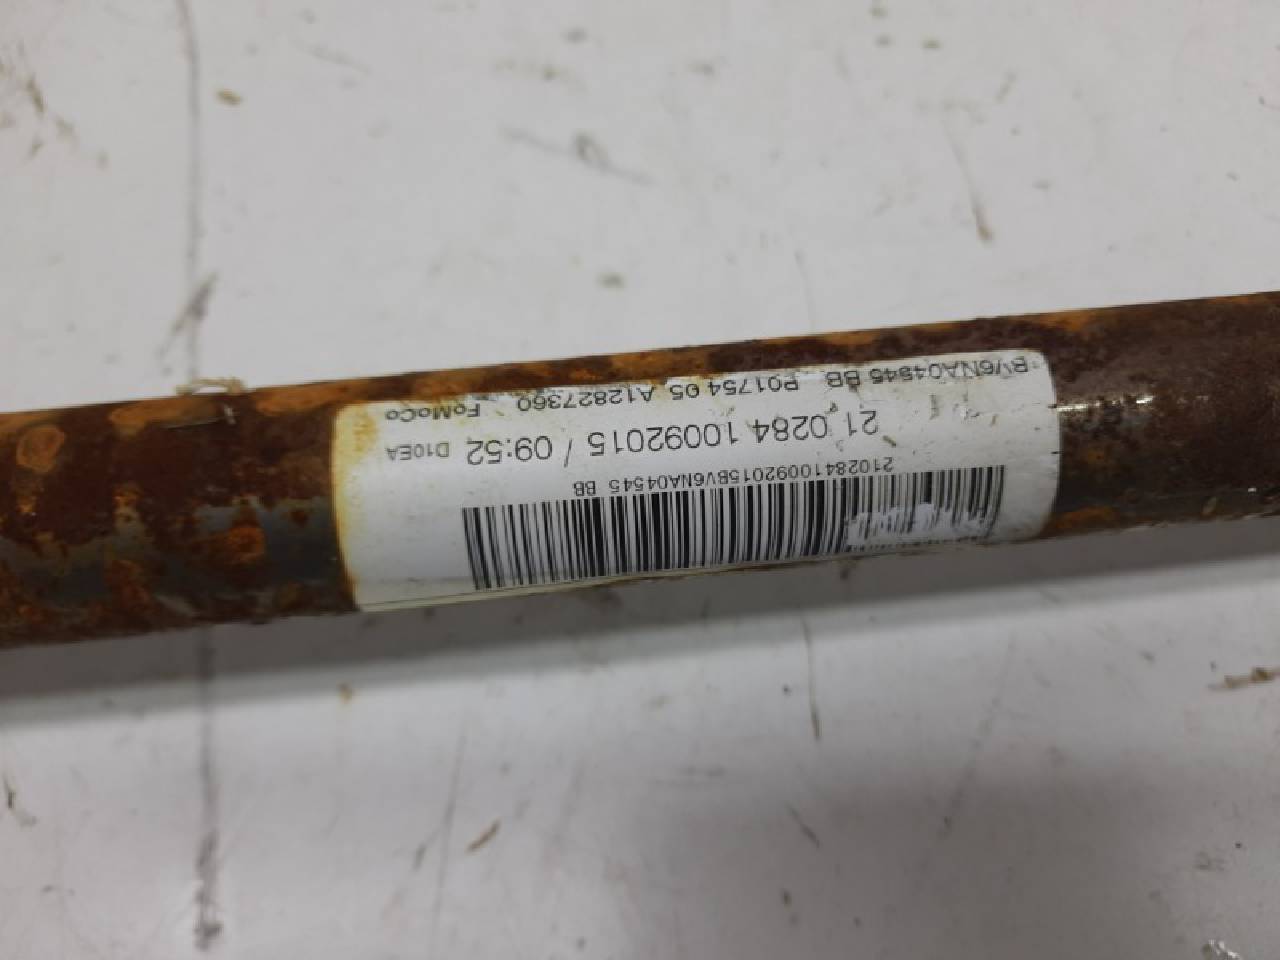 BV6NA04545 BB P01754 05 A12827360 FoMoCo
21 0284 10092015 / 09:52 D10EA
21028410092015BV6NA04545 BB